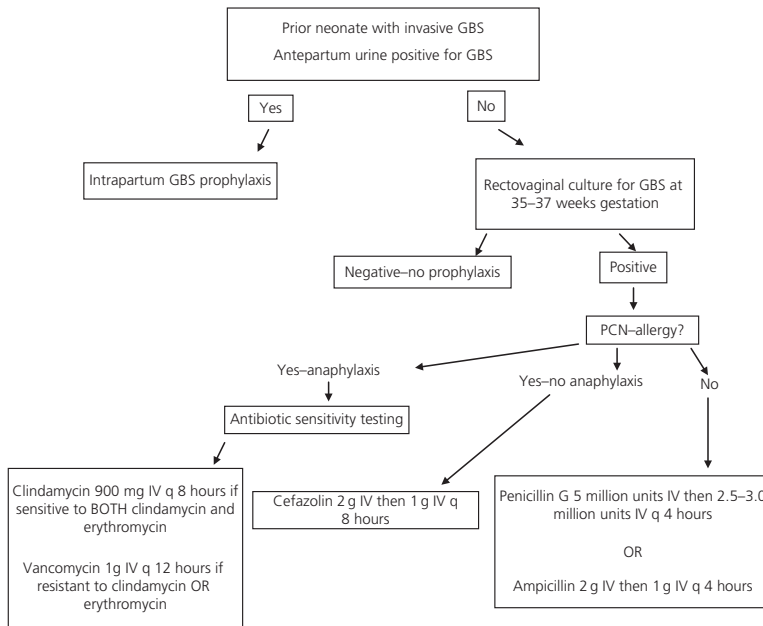 Prior neonate with invasive GBS
Antepartum urine positive for GBS
Yes
No
Intrapartum GBS prophylaxis
Rectovaginal culture for GBS at
35–37 weeks gestation
Negative–no prophylaxis
Positive
PCN–allergy?
Yes–anaphylaxis
Yes–no anaphylaxis
No
Antibiotic sensitivity testing
Clindamycin 900 mg IV q 8 hours if
sensitive to BOTH clindamycin and
erythromycin
Vancomycin 1g IV q 12 hours if
resistant to clindamycin OR
erythromycin
Cefazolin 2 g IV then 1 g IV q
8 hours
Penicillin G 5 million units IV then 2.5–3.0
million units IV q 4 hours
OR
Ampicillin 2 g IV then 1 g IV q 4 hours